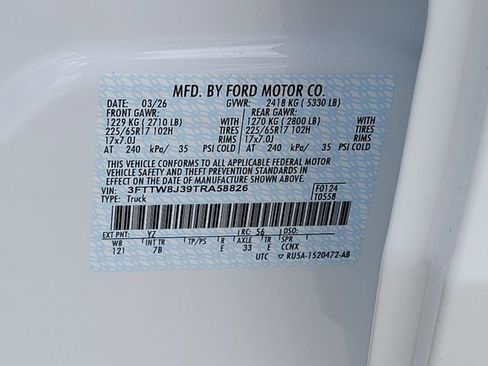 MFD. BY FORD MOTOR CO.
DATE: 03/26 GVWR: 2418 KG ( 5330 LB)
FRONT GAWR: REAR GAWR:
1229 KG ( 2710 LB) WITH 1270 KG ( 2800 LB) WITH
225/65R17 102H TIRES 225/65R17 102H TIRES
17x7.0J RIMS 17x7.0J RIMS
AT 240 kPa/ 35 PSI COLD AT 240 kPa/ 35 PSI COLD
THIS VEHICLE CONFORMS TO ALL APPLICABLE FEDERAL MOTOR
VEHICLE SAFETY AND THEFT PREVENTION STANDARDS IN
EFFECT ON THE DATE OF MANUFACTURE SHOWN ABOVE.
VIN: 3FTTW8J39TRA58826 F0124
TYPE: Truck T0558
EXT PNT: YZ RC: 56 DSO:
WB INT TR TP/PS R AXLE TR SPR
121 7B E 33 E CCNX
UTC RU5A-1520472-AB